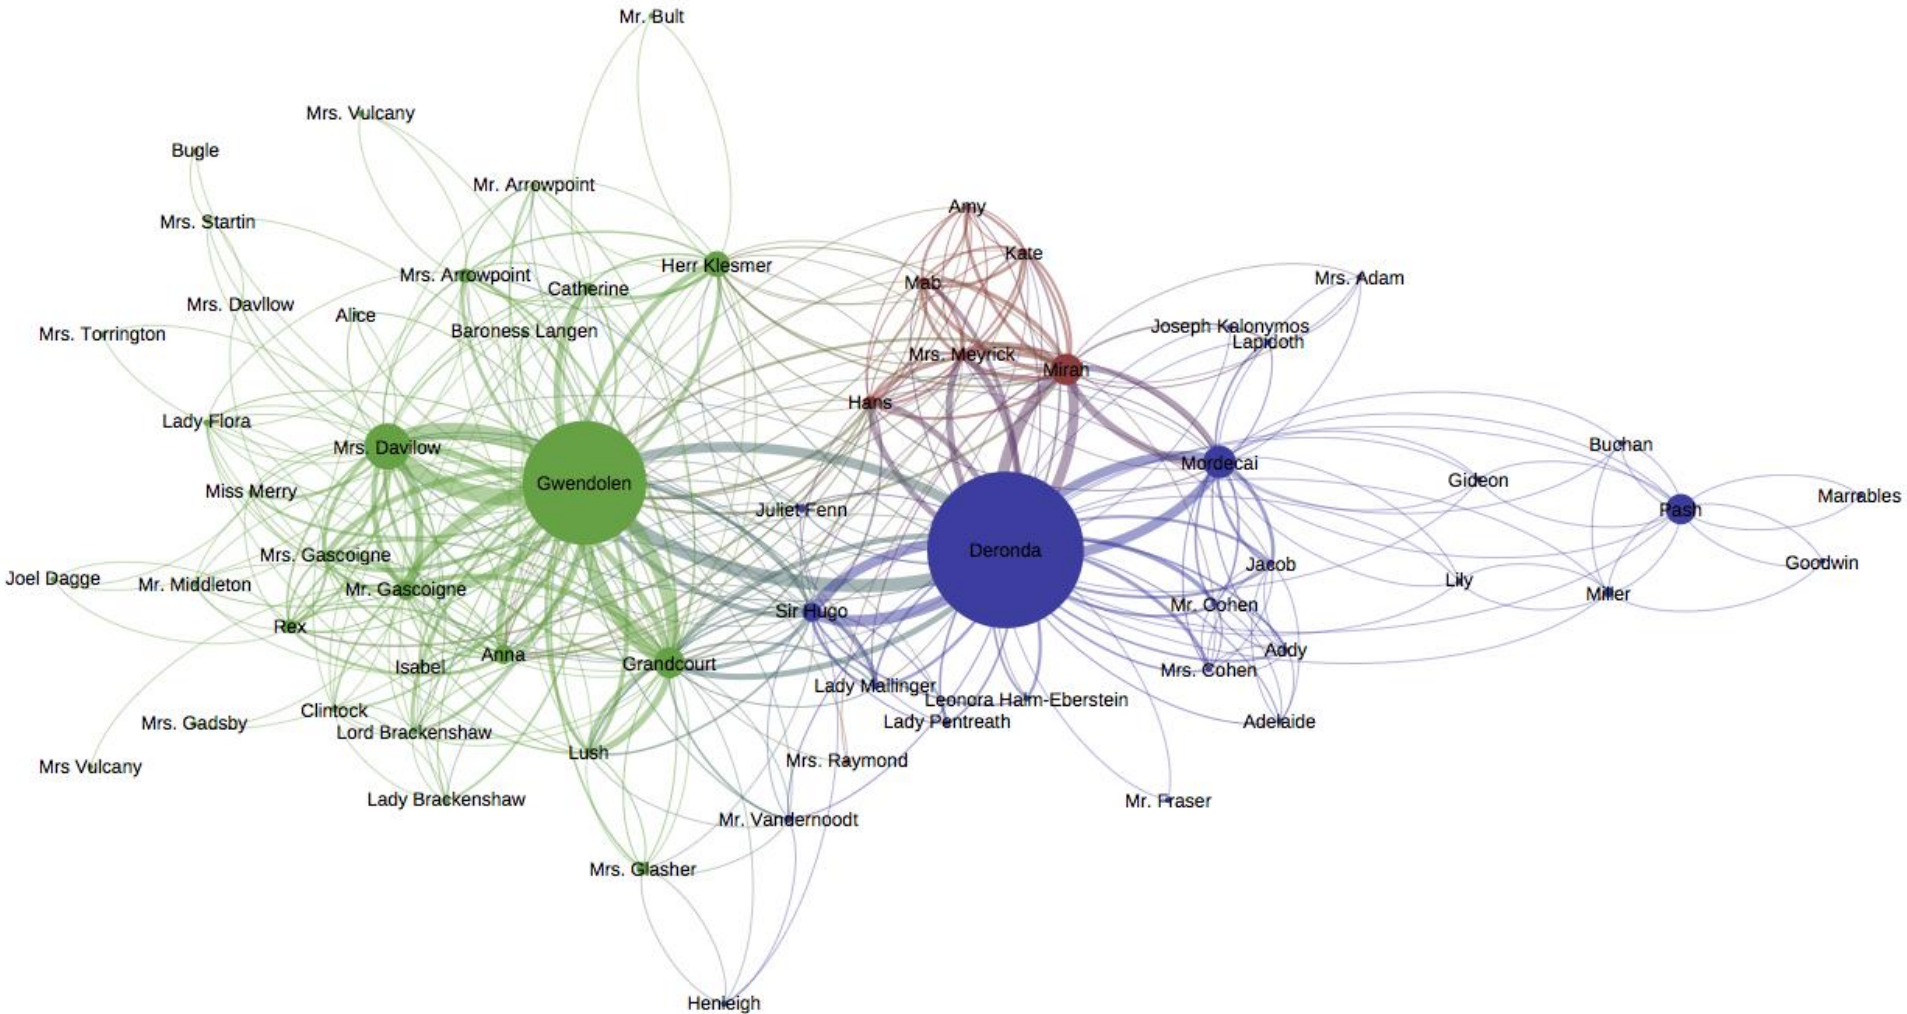 Mr. Bult
Mrs. Vulcany
Bugle
Mr. Arrowpoint
Amy
Mrs. Startin
Kate
Herr Klesmer
Mrs. Arrowpoint
Mab
Mrs. Adam
Catherine
Mrs. Davllow
Alice
Joseph Kalonymos
Baroness Langen
Mrs. Torrington
Lapidoth
Mrs. Meyrick
Mirah
Hans
Lady Flora
Mrs. Davilow
Buchan
Mordecai
Gideon
Gwendolen
Miss Merry
Marrables
Juliet Fenn
Pash
Deronda
Mrs. Gascoigne
Goodwin
Jacob
Joel Dagge
Mr. Middleton
Lily
Mr. Gascoigne
Miller
Mr. Cohen
Sir Hugo
Rex
Addy
Anna
Grandcourt
Isabel
Mrs. Cohen
Lady Mallinger
Leonora Halm-Eberstein
Clintock
Mrs. Gadsby
Lady Pentreath
Adelaide
Lord Brackenshaw
Lush
Mrs. Raymond
Mrs Vulcany
Lady Brackenshaw
Mr. Fraser
Mr. Vandernoodt
Mrs. Glasher
Henleigh